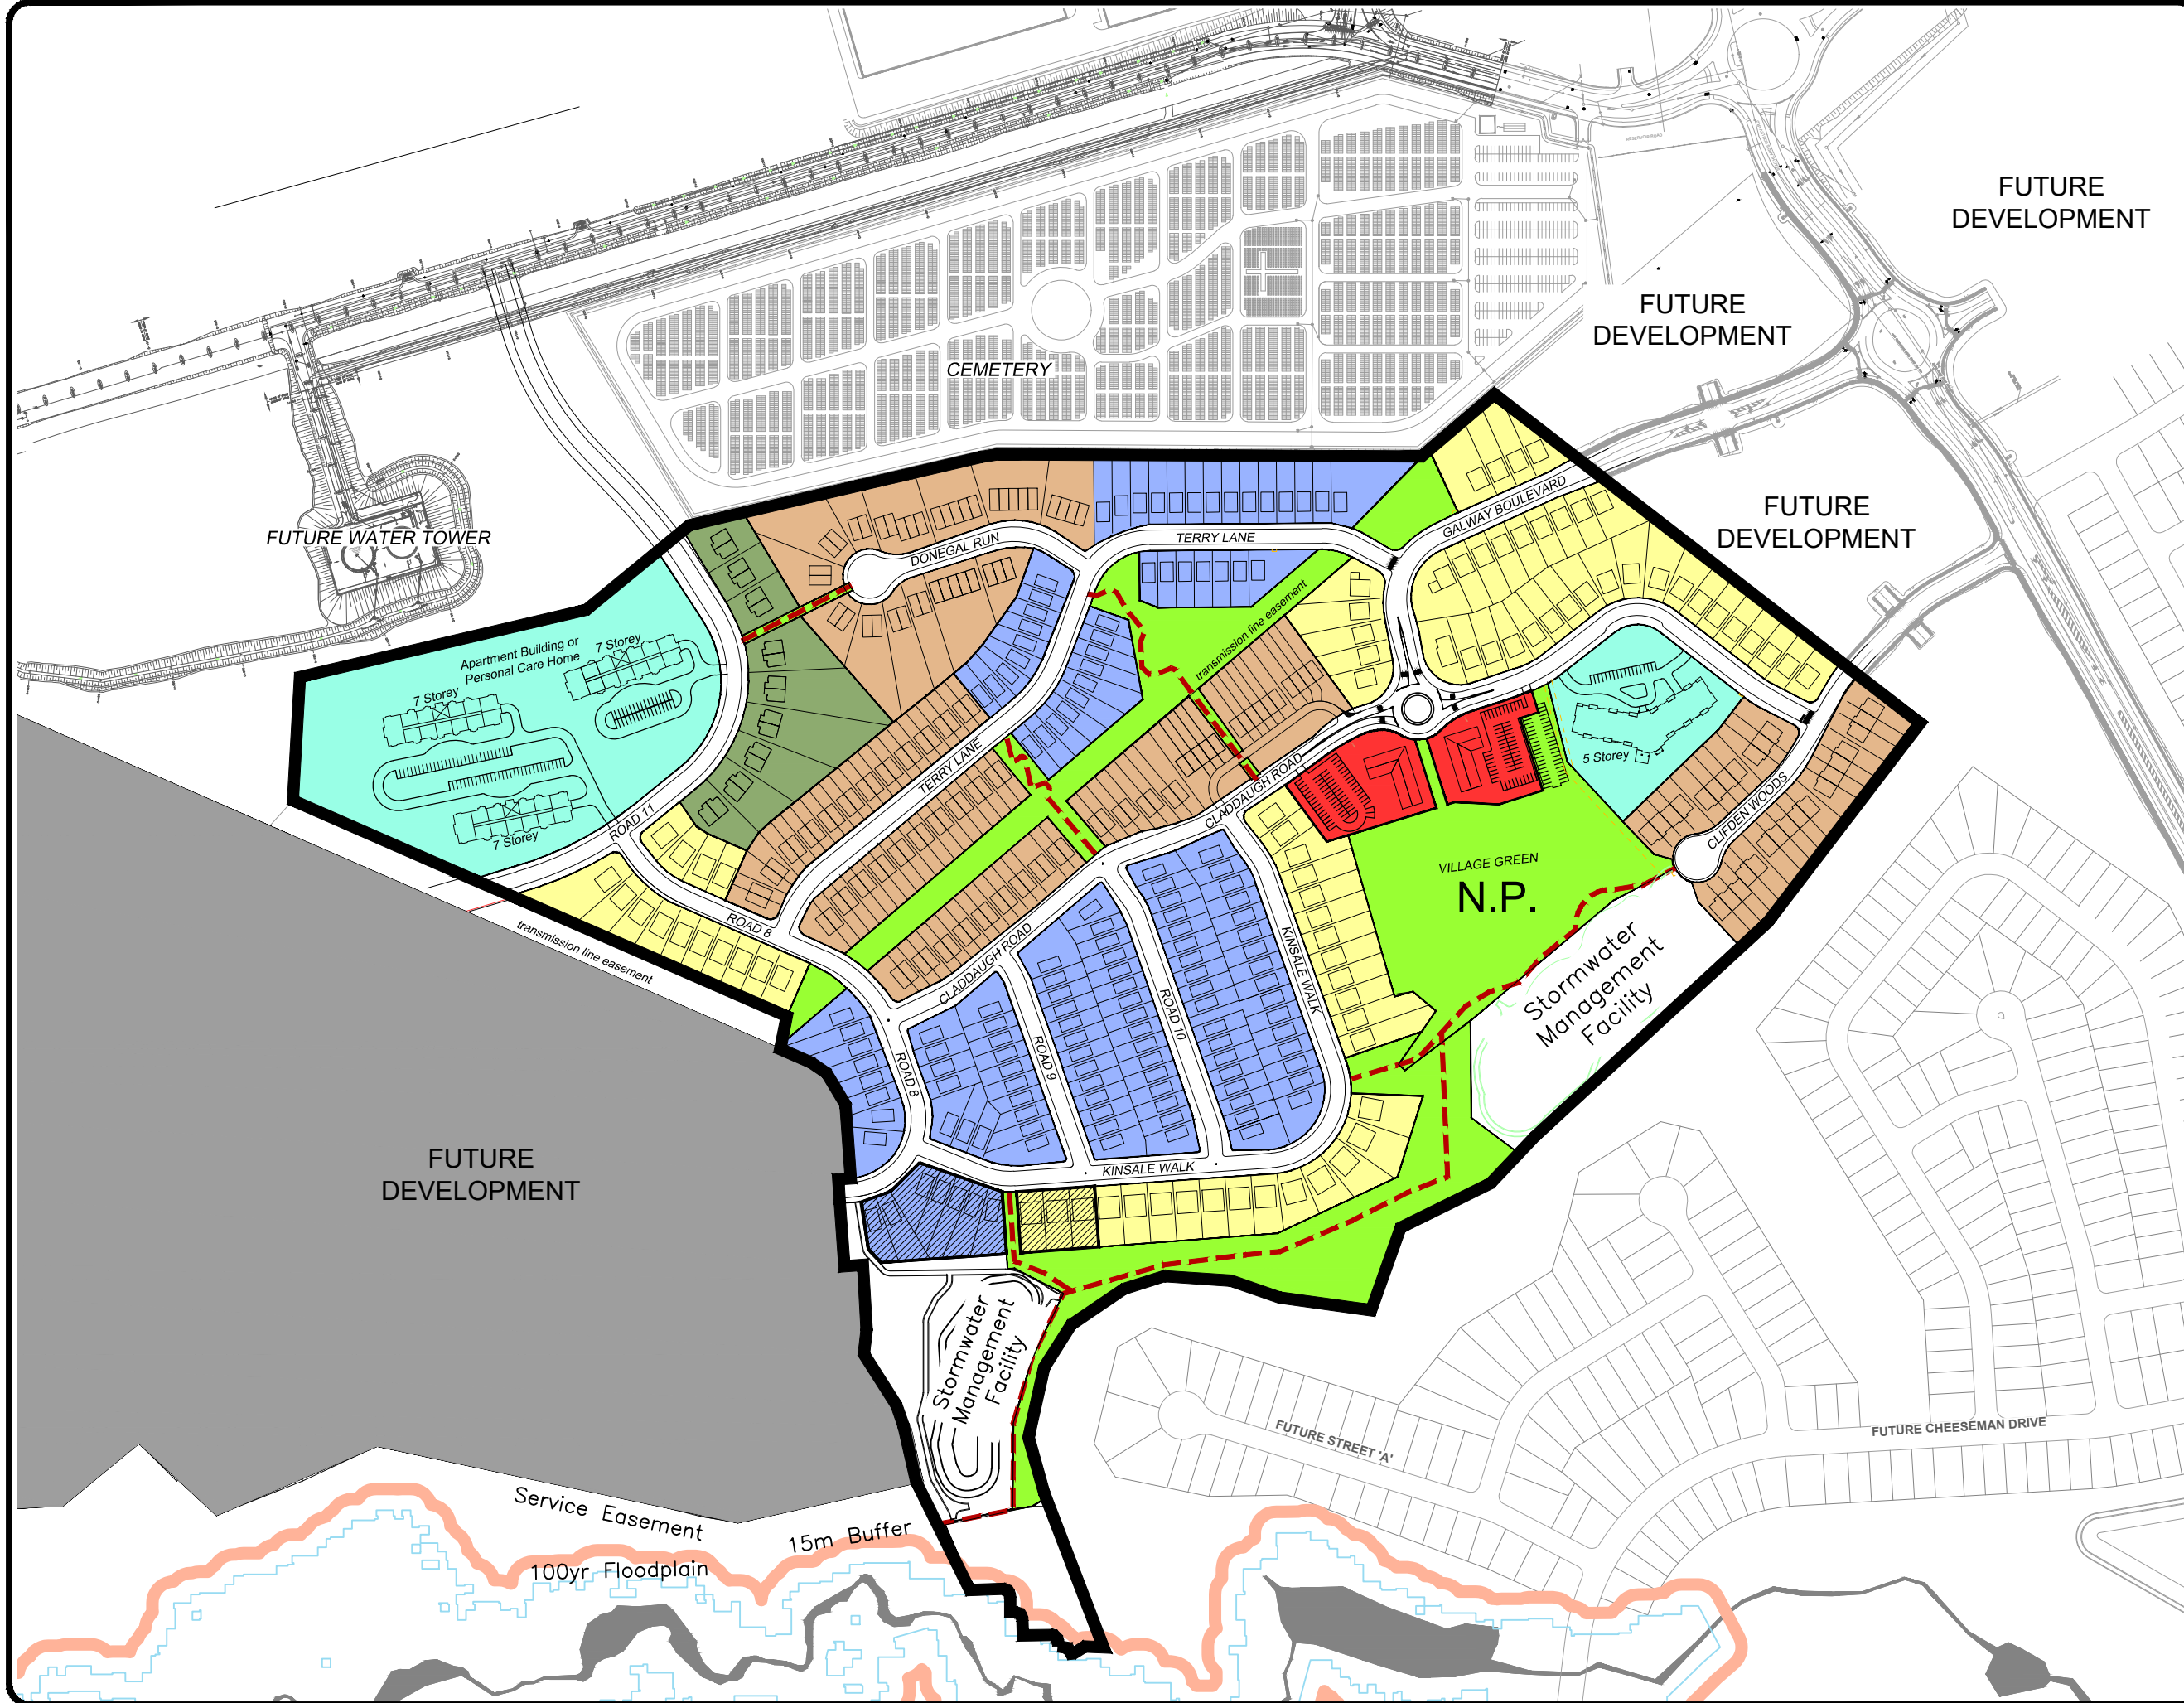 FUTURE
DEVELOPMENT
FUTURE
DEVELOPMENT
CEMETERY
GALWAY BOULEVARD
FUTURE
DEVELOPMENT
FUTURE WATER TOWER
DONEGAL RUN
TERRY LANE
transmission line easement
Apartment Building or
Personal Care Home
7 Storey
7 Storey
7 Storey
5 Storey
TERRY LANE
CLADDAUGH ROAD
CLIFDEN WOODS
ROAD 11
VILLAGE GREEN
N.P.
ROAD 8
transmission line easement
CLADDAUGH ROAD
KINSALE WALK
Stormwater
Management
Facility
ROAD 10
ROAD 9
ROAD 8
KINSALE WALK
FUTURE
DEVELOPMENT
Stormwater
Management
Facility
FUTURE STREET 'A'
FUTURE CHEESEMAN DRIVE
Service Easement
15m Buffer
100yr Floodplain